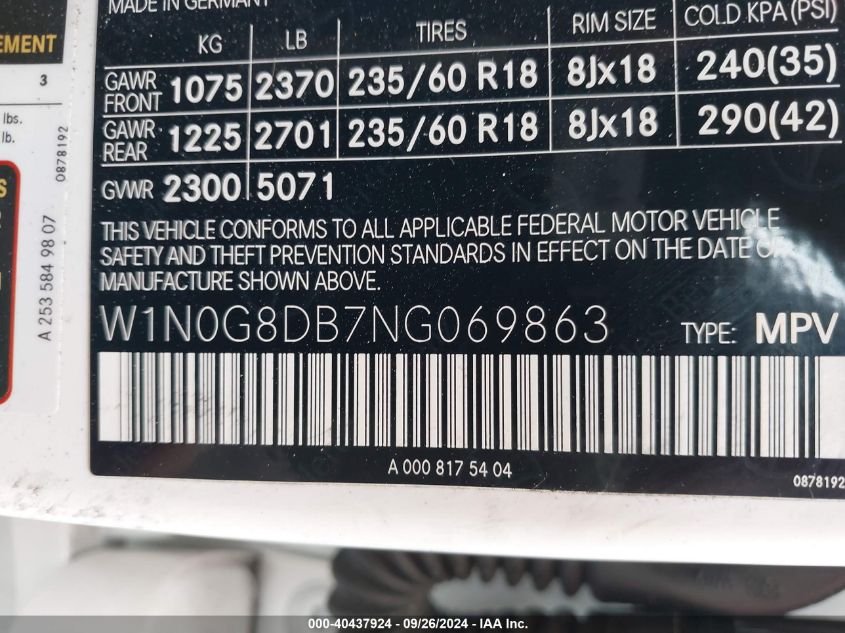 MADE IN GERMANY
KG LB TIRES RIM SIZE COLD KPA(PSI)
GAWR FRONT 1075 2370 235/60 R18 8Jx18 240(35)
GAWR REAR 1225 2701 235/60 R18 8Jx18 290(42)
GVWR 2300 5071
THIS VEHICLE CONFORMS TO ALL APPLICABLE FEDERAL MOTOR VEHICLE
SAFETY AND THEFT PREVENTION STANDARDS IN EFFECT ON THE DATE OF
MANUFACTURE SHOWN ABOVE.
W1N0G8DB7NG069863 TYPE: MPV
A 000 817 54 04
0878192
EMENT
3
lbs.
lb.
0878192
A 253 584 98 07
000-40437924 - 09/26/2024 - IAA Inc.